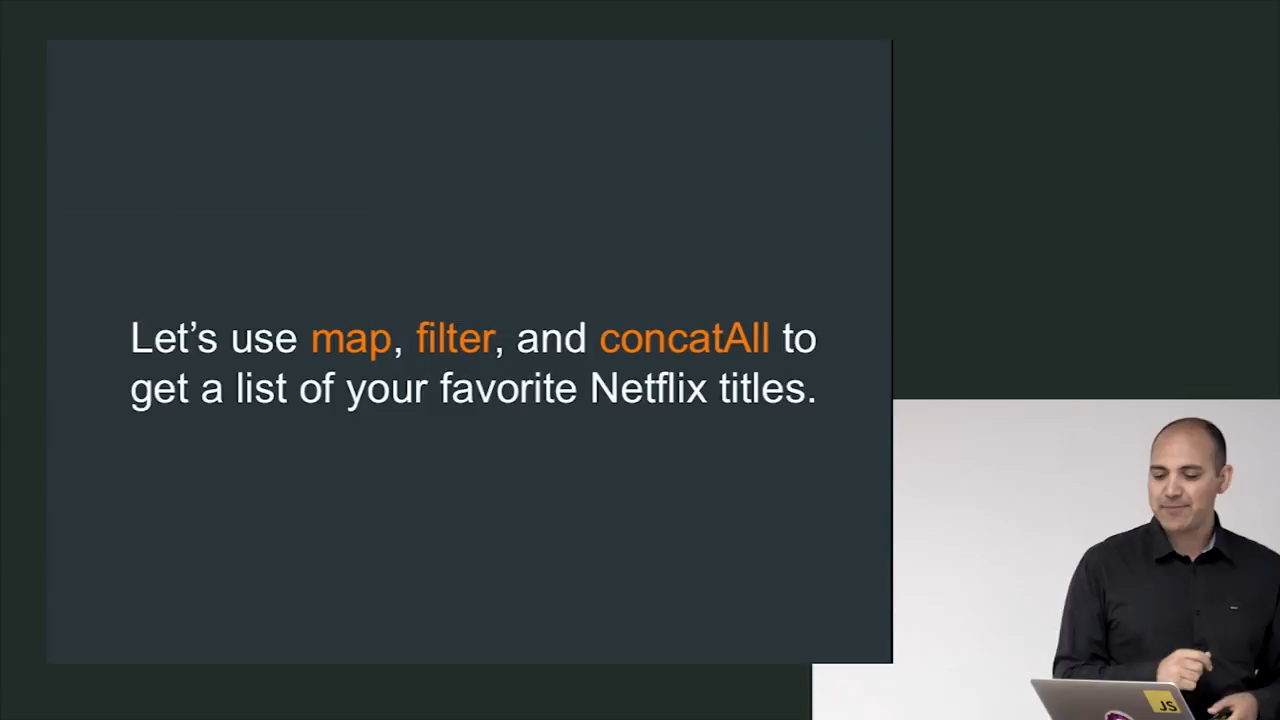 Let's use map, filter, and concatAll to
get a list of your favorite Netflix titles.
JS